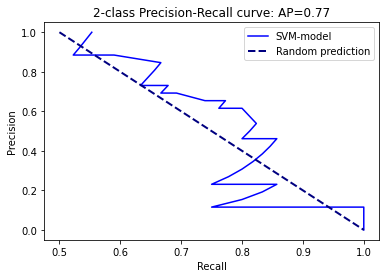 2-class Precision-Recall curve: AP=0.77
1.0
0.8
0.6
0.4
0.2
0.0
Precision
SVM-model
Random prediction
0.5
0.6
0.7
0.8
0.9
1.0
Recall